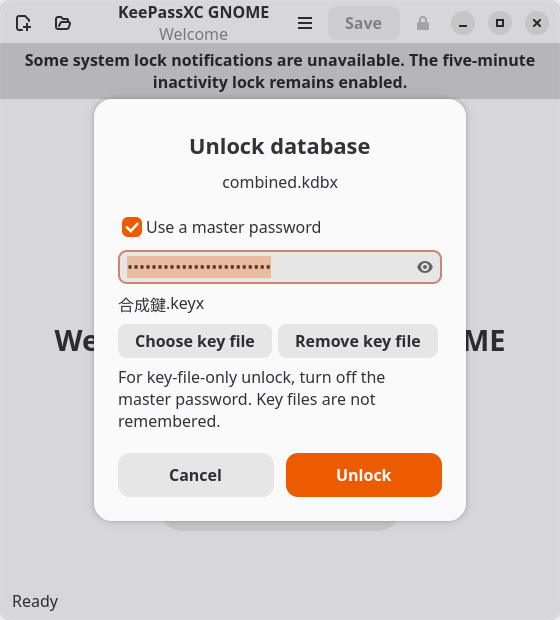 KeePassXC GNOME
Welcome
Save
Some system lock notifications are unavailable. The five-minute
inactivity lock remains enabled.
Unlock database
combined.kdbx
Use a master password
••••••••••••••••••••••••
合成鍵.keyx
Choose key file
Remove key file
For key-file-only unlock, turn off the
master password. Key files are not
remembered.
Cancel
Unlock
Ready